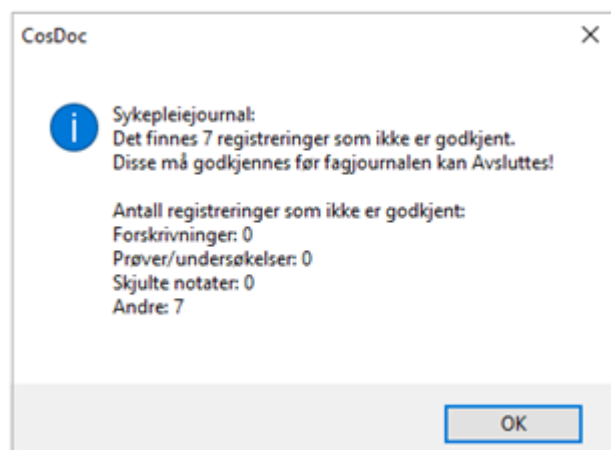 CosDoc
Sykepleiejournal:
Det finnes 7 registreringer som ikke er godkjent.
Disse må godkjennes før fagjournalen kan Avsluttes!
Antall registreringer som ikke er godkjent:
Forskrivninger: 0
Prøver/undersøkelser: 0
Skjulte notater: 0
Andre: 7
OK